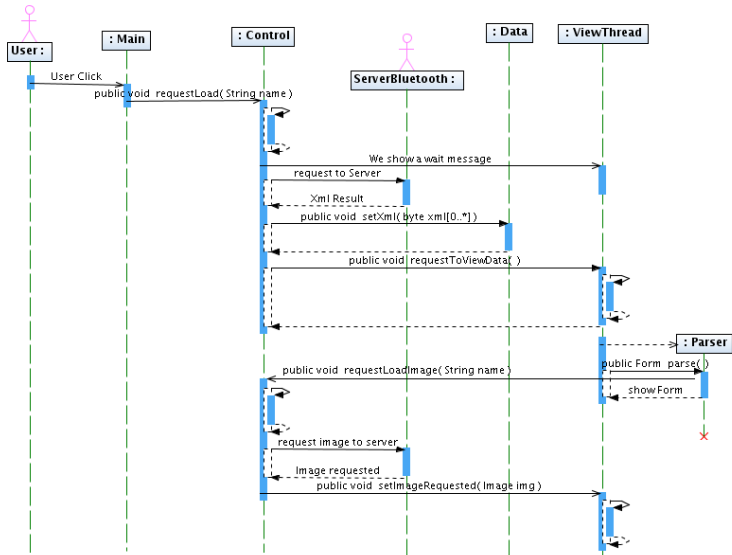 User :
: Main
: Control
ServerBluetooth :
: Data
: ViewThread
User Click
public void requestLoad( String name )
We show a wait message
request to Server
Xml Result
public void setXml( byte xml[0..*] )
public void requestToViewData( )
: Parser
public Form parse( )
public void requestLoadImage( String name )
showForm
request image to server
Image requested
public void setImageRequested( Image img )